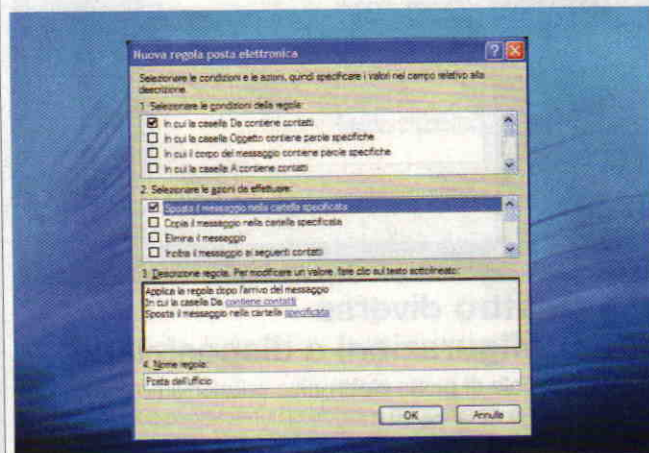 Nuova regola posta elettronica
Selezionare le condizioni e le azioni, quindi specificare i valori nel campo relativo alla
descrizione.
1. Selezionare le condizioni della regola:
In cui la casella Da contiene contatti
In cui la casella Oggetto contiene parole specifiche
In cui il corpo del messaggio contiene parole specifiche
In cui la casella A contiene contatti
2. Selezionare le azioni da effettuare:
Sposta il messaggio nella cartella specificata
Copia il messaggio nella cartella specificata
Elimina il messaggio
Inoltra il messaggio ai seguenti contatti
3. Descrizione regola. Per modificare un valore, fare clic sul testo sottolineato:
Applica la regola dopo l'arrivo del messaggio
In cui la casella Da contiene contatti
Sposta il messaggio nella cartella specificata
4. Nome regola:
Posta dell'ufficio
OK
Annulla